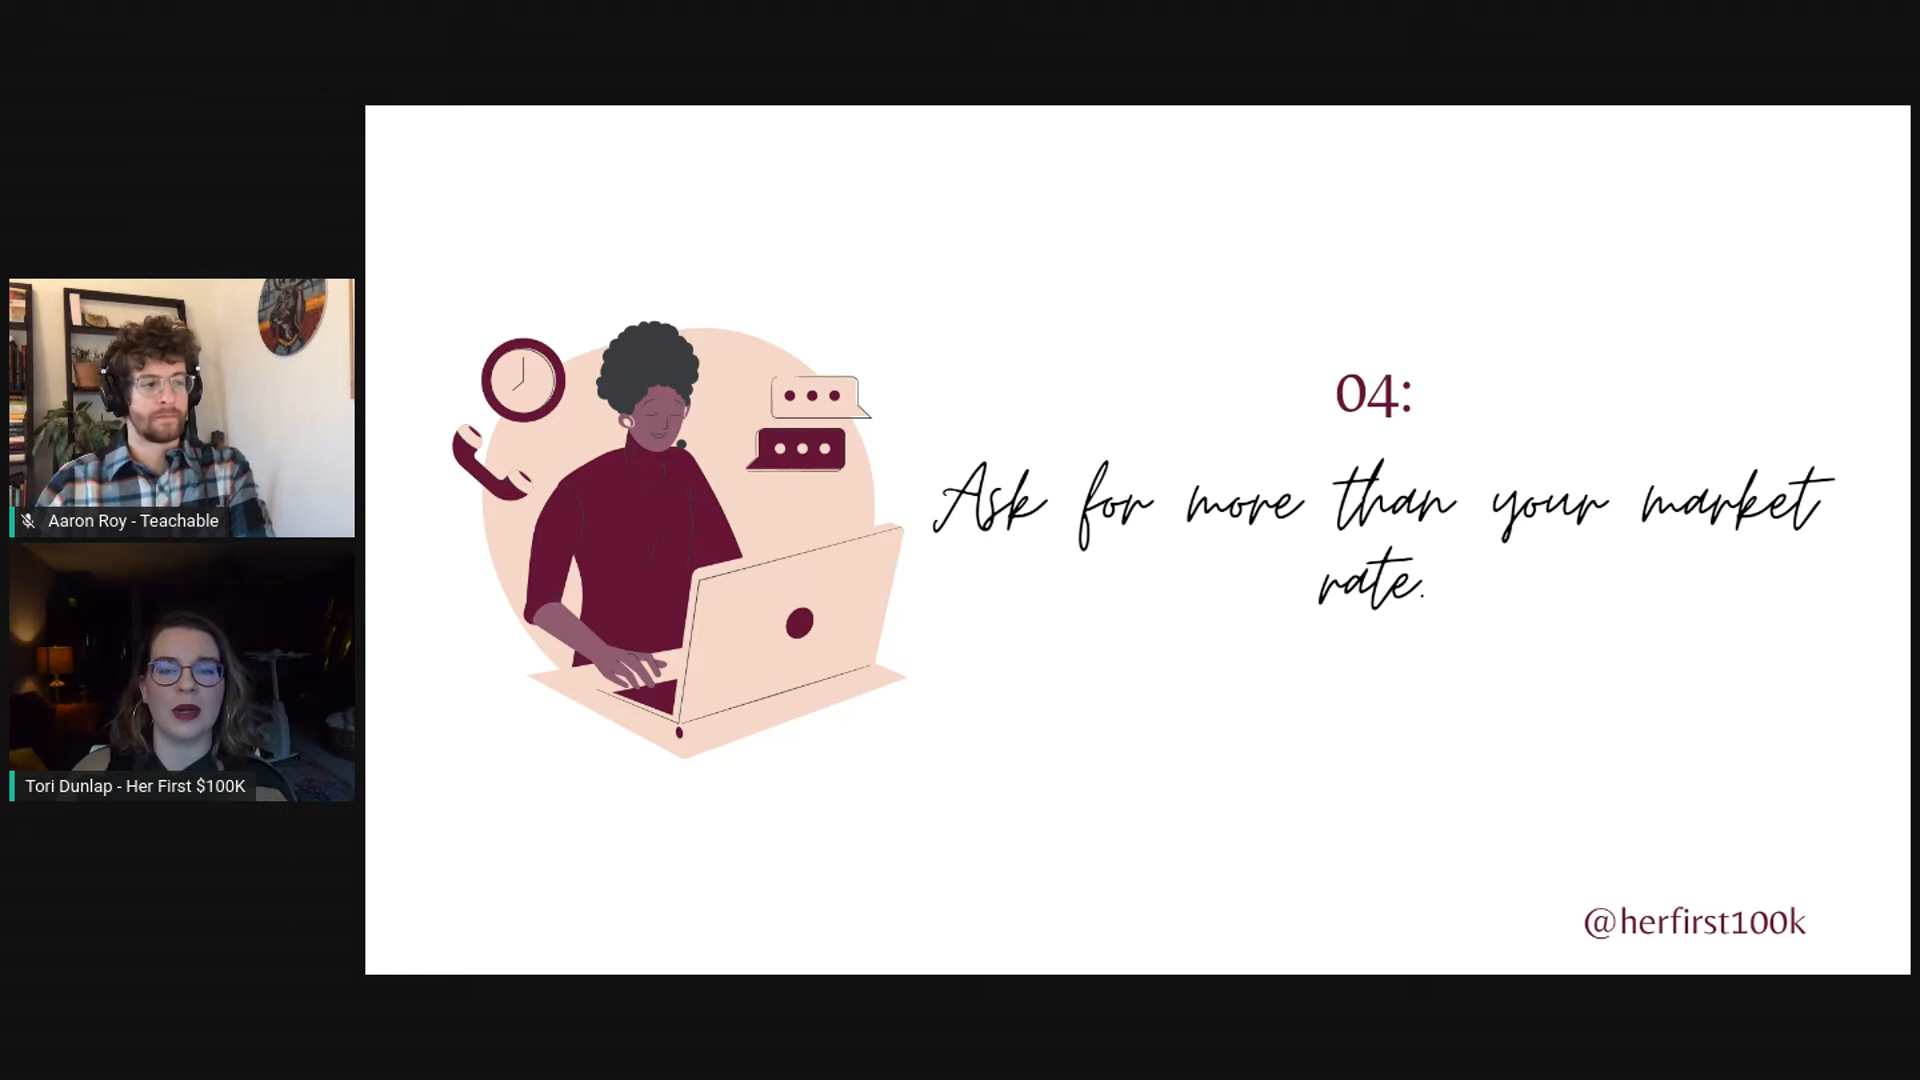 Aaron Roy - Teachable
Tori Dunlap - Her First $100K
04:
Ask for more than your market
rate.
@herfirst100k